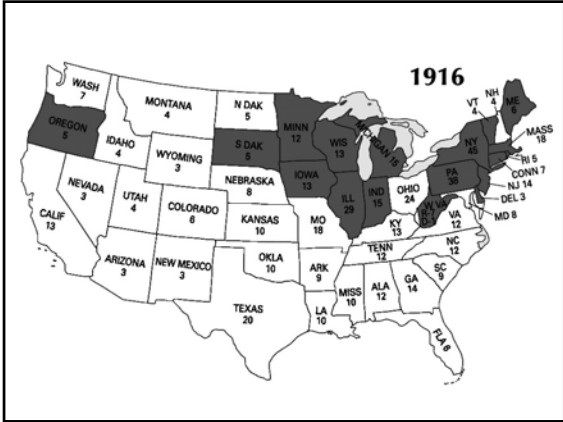 1916
WASH
7
OREGON
5
CALIF
13
NEVADA
3
IDAHO
4
MONTANA
4
WYOMING
3
UTAH
4
COLORADO
6
ARIZONA
3
NEW MEXICO
3
N DAK
5
S DAK
5
NEBRASKA
8
KANSAS
10
OKLA
10
TEXAS
20
MINN
12
IOWA
13
MO
18
ARK
9
LA
10
WIS
13
ILL
29
MICHIGAN 15
IND
15
OHIO
24
KY
13
TENN
12
MISS
10
ALA
12
GA
14
FLA 6
SC
9
NC
12
VA
12
W VA
R-7
D-1
PA
38
NY
45
VT
4
NH
4
ME
6
MASS
18
RI 5
CONN 7
NJ 14
DEL 3
MD 8